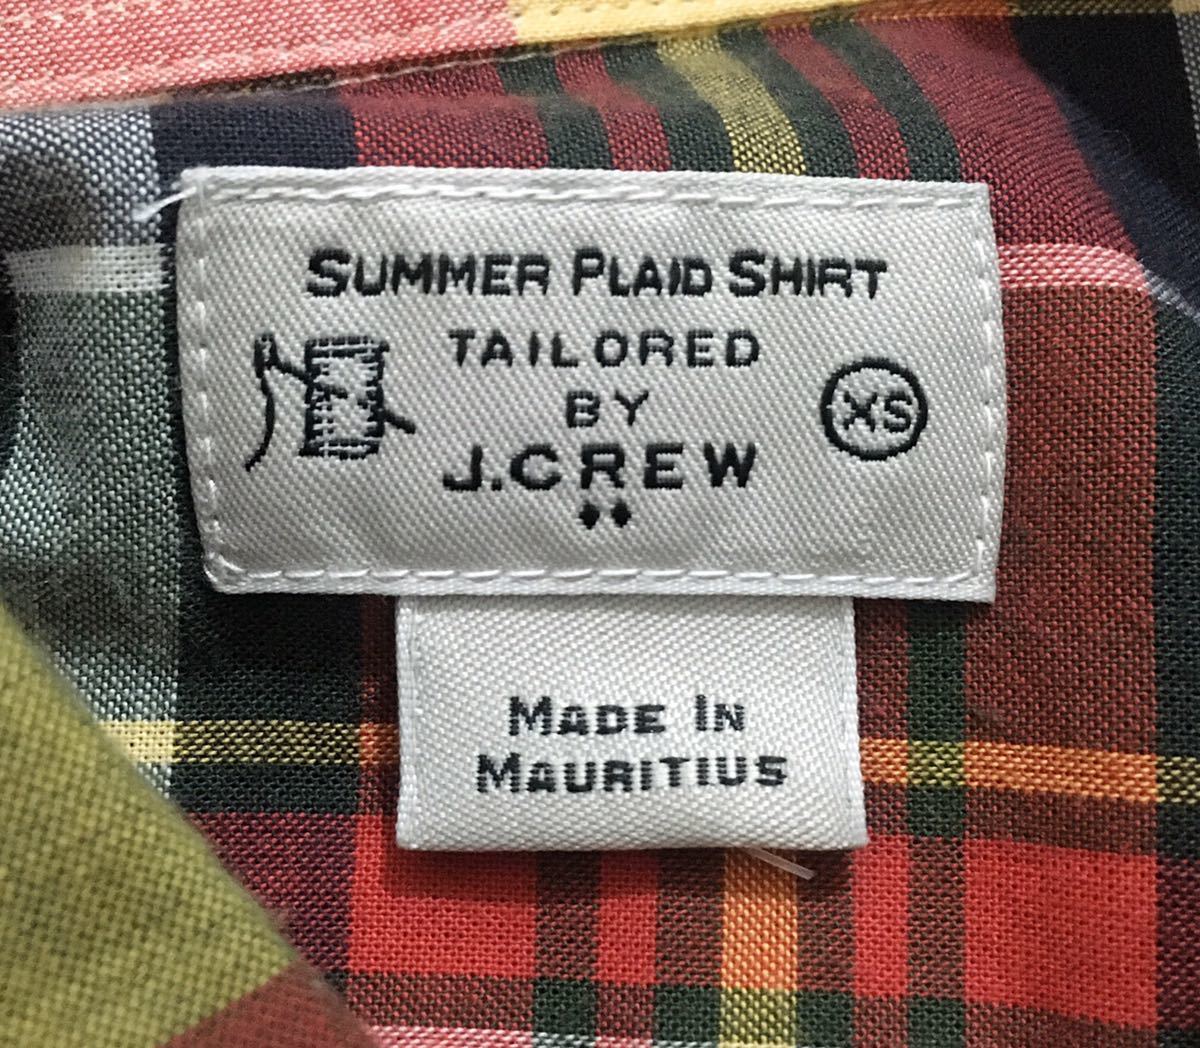 SUMMER PLAID SHIRT
TAILORED
BY
XS
J.CREW
MADE IN
MAURITIUS